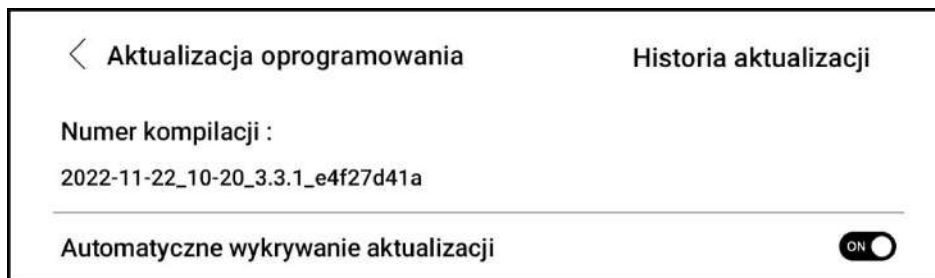 Aktualizacja oprogramowania
Historia aktualizacji
Numer kompilacji :
2022-11-22_10-20_3.3.1_e4f27d41a
Automatyczne wykrywanie aktualizacji
ON